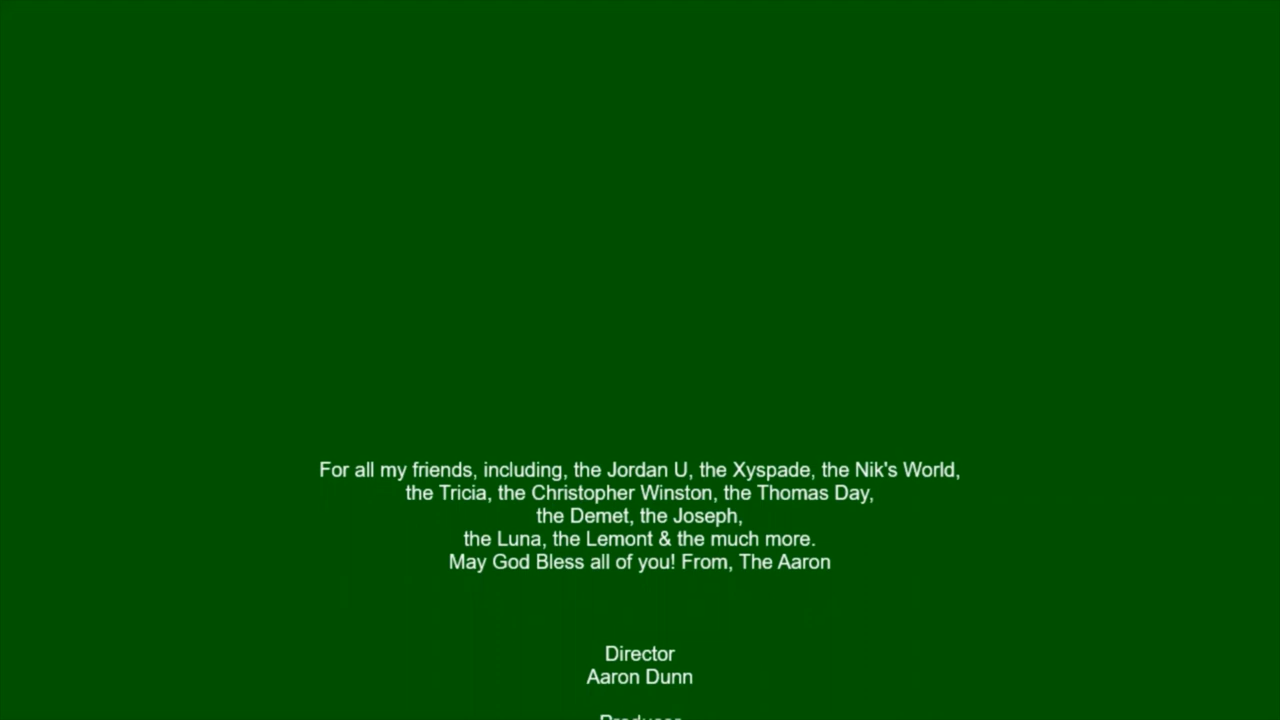 For all my friends, including, the Jordan U, the Xyspade, the Nik's World,
the Tricia, the Christopher Winston, the Thomas Day,
the Demet, the Joseph,
the Luna, the Lemont & the much more.
May God Bless all of you! From, The Aaron
Director
Aaron Dunn